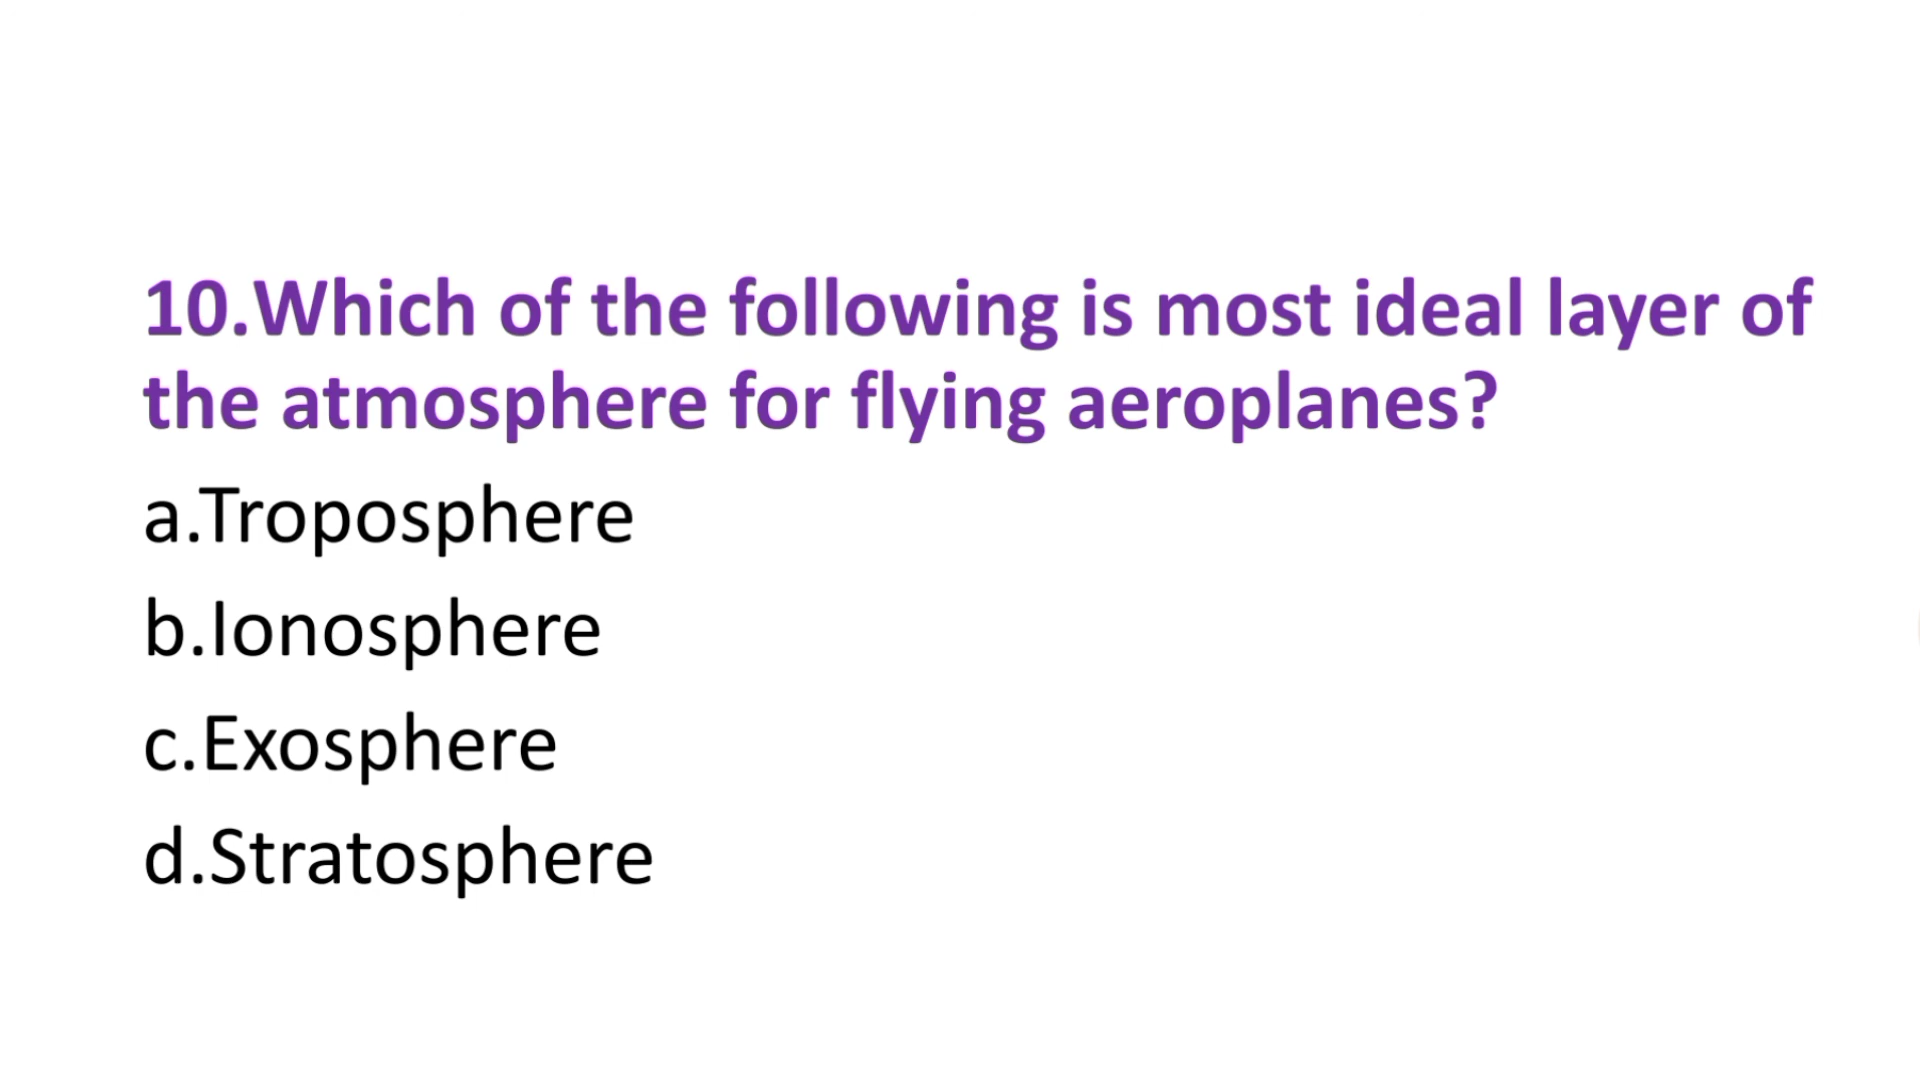 10.Which of the following is most ideal layer of
the atmosphere for flying aeroplanes?
a.Troposphere
b.Ionosphere
c.Exosphere
d.Stratosphere